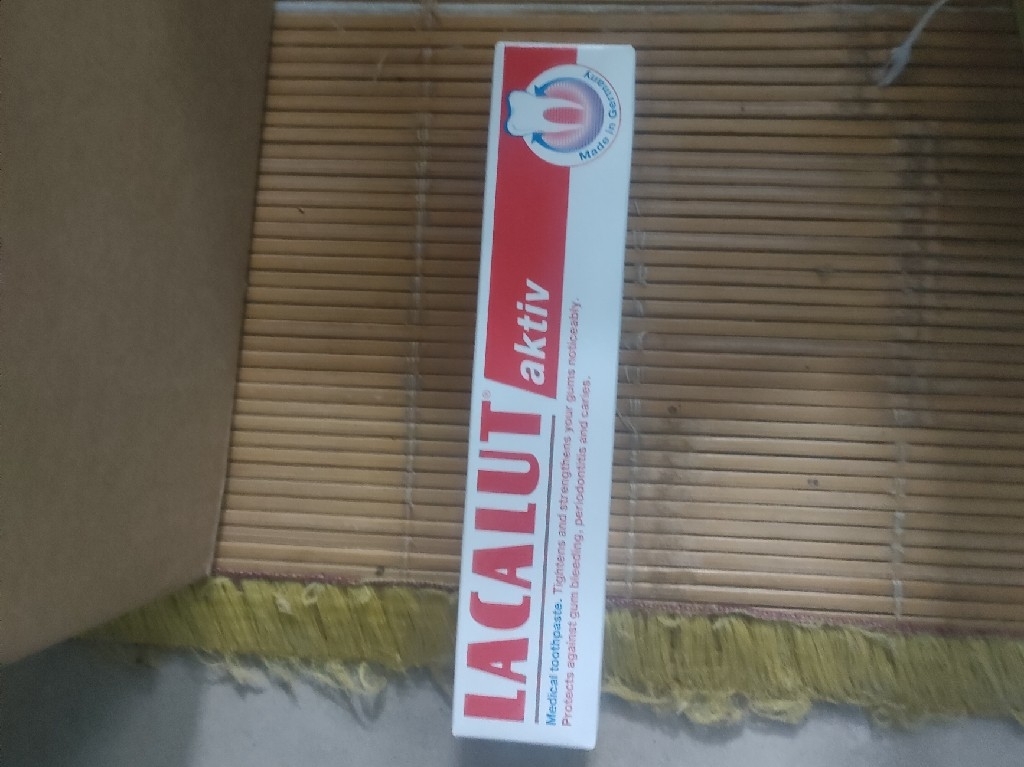 LACALUT®
aktiv
Medical toothpaste. Tightens and strengthens your gums noticeably.
Protects against gum bleeding, periodontitis and caries.
Made in Germany